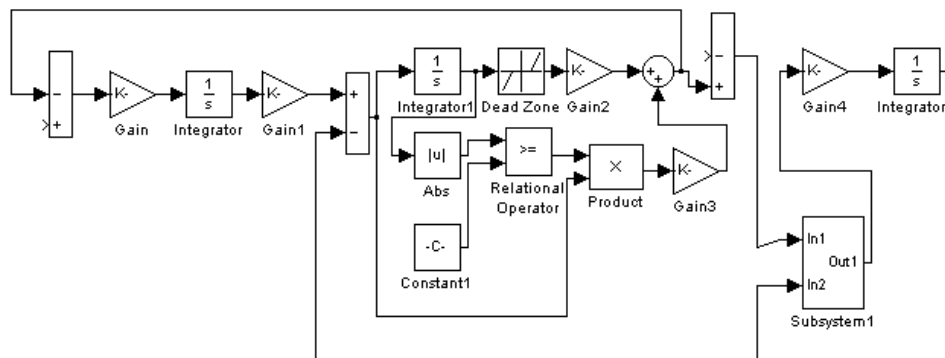 -
+
K-
Gain
1
s
Integrator
K-
Gain1
+
-
1
s
Integrator1
Dead Zone
K-
Gain2
+
+
-
+
K-
Gain4
1
s
Integrator
|u|
Abs
>=
Relational
Operator
X
Product
K-
Gain3
-C-
Constant1
In1
Out1
In2
Subsystem1